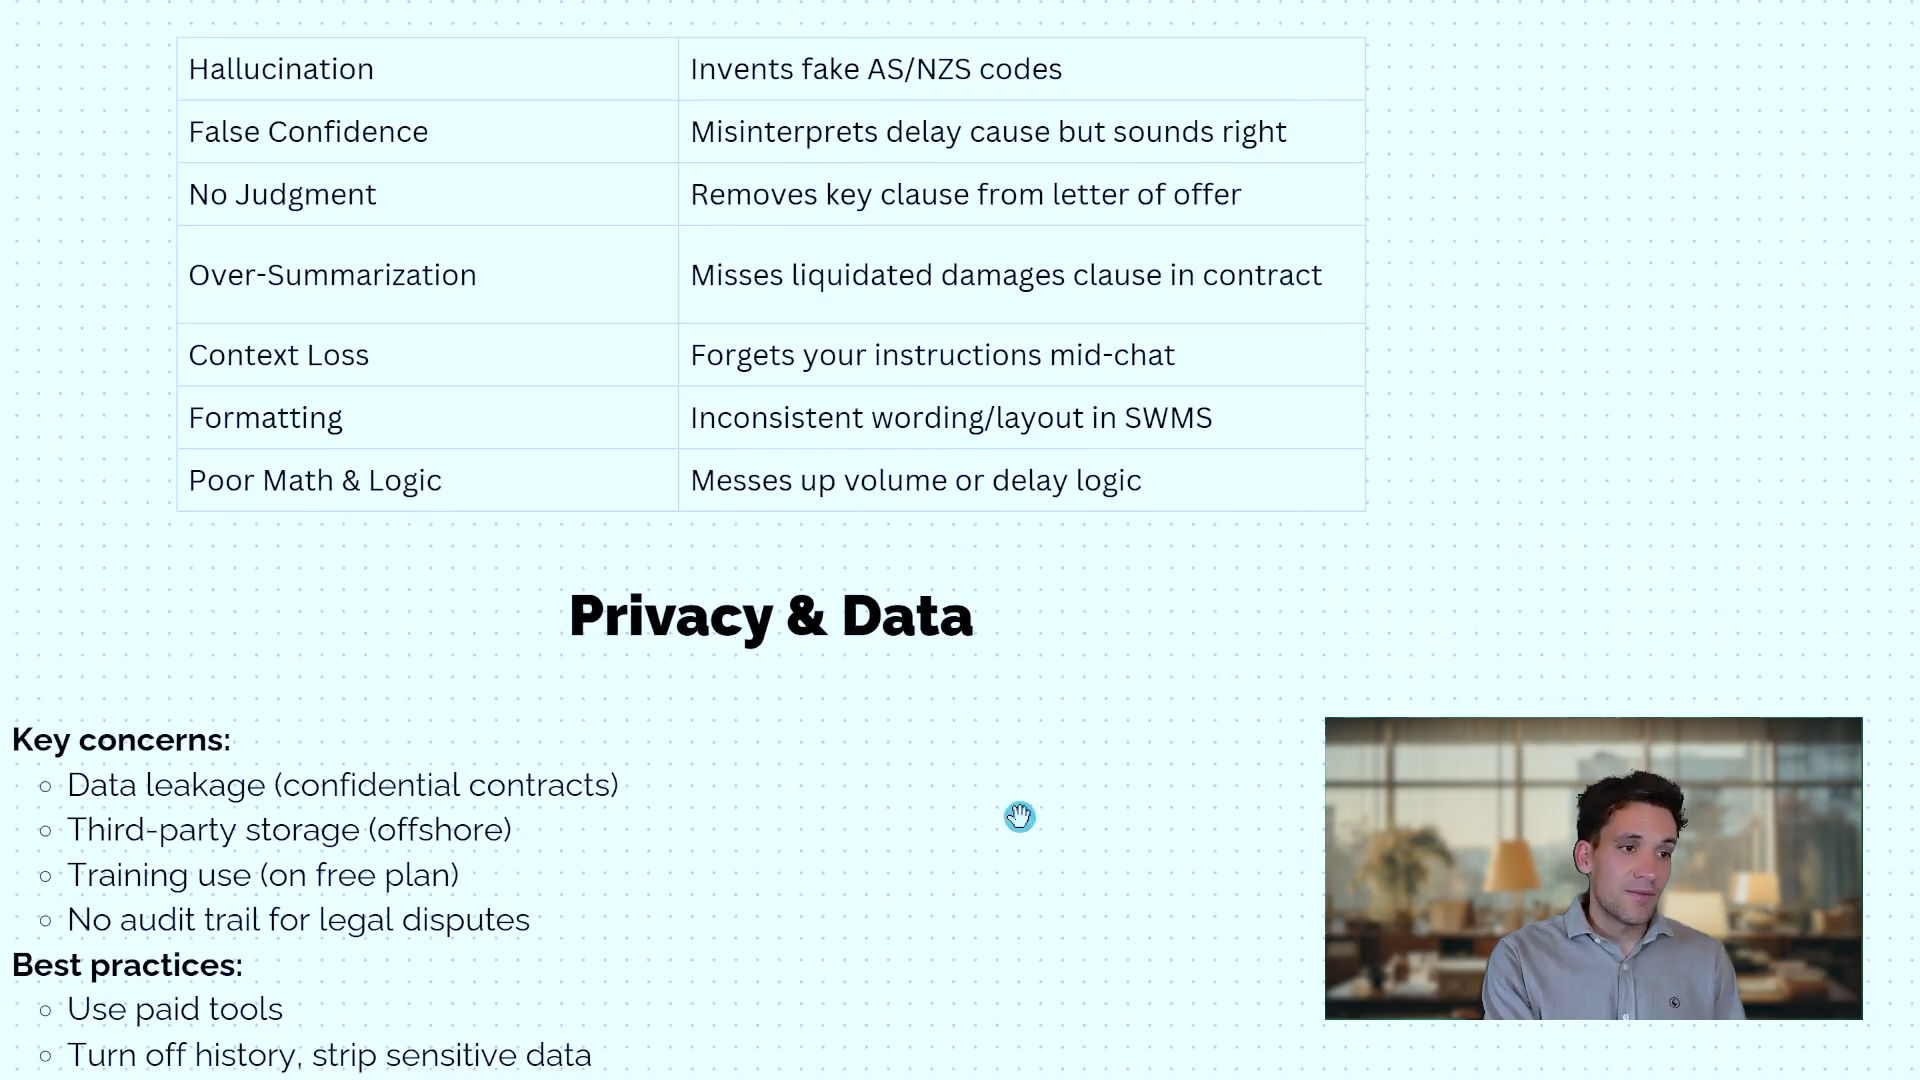 Hallucination Invents fake AS/NZS codes
False Confidence Misinterprets delay cause but sounds right
No Judgment Removes key clause from letter of offer
Over-Summarization Misses liquidated damages clause in contract
Context Loss Forgets your instructions mid-chat
Formatting Inconsistent wording/layout in SWMS
Poor Math & Logic Messes up volume or delay logic
Privacy & Data
Key concerns:
Data leakage (confidential contracts)
Third-party storage (offshore)
Training use (on free plan)
No audit trail for legal disputes
Best practices:
Use paid tools
Turn off history, strip sensitive data